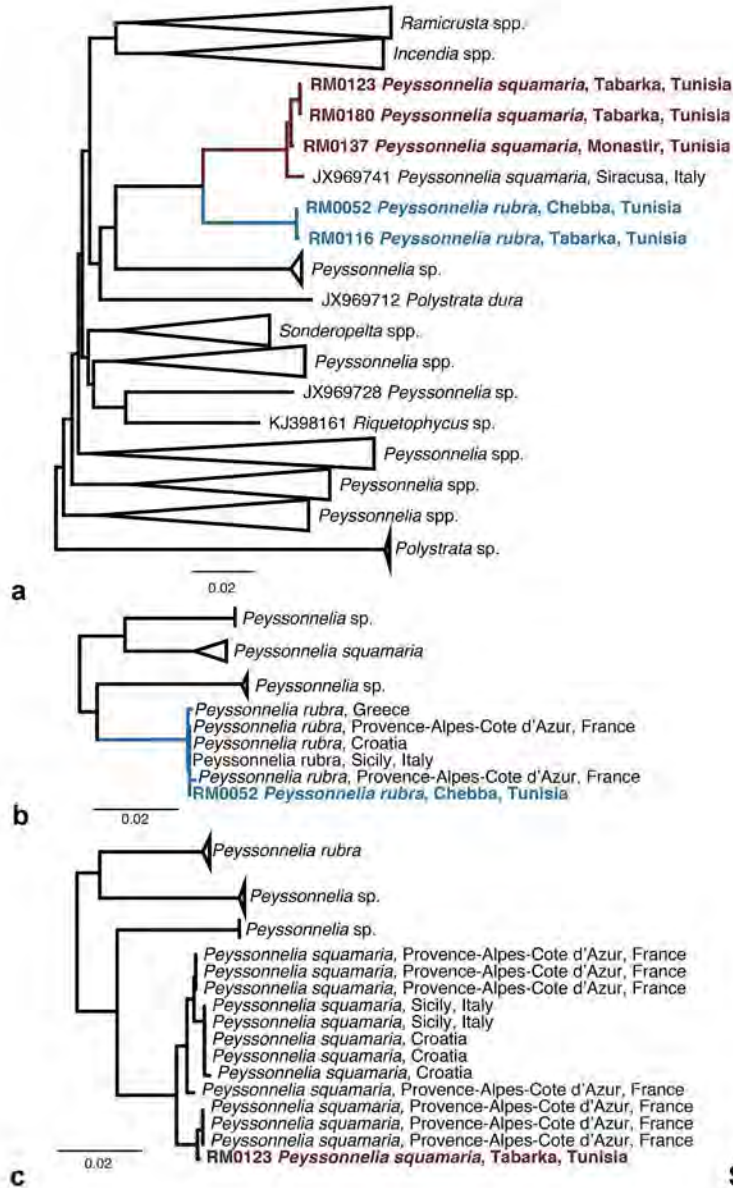 Ramicrusta spp.
Incendia spp.
RM0123 Peyssonnelia squamaria, Tabarka, Tunisia
RM0180 Peyssonnelia squamaria, Tabarka, Tunisia
RM0137 Peyssonnelia squamaria, Monastir, Tunisia
JX969741 Peyssonnelia squamaria, Siracusa, Italy
RM0052 Peyssonnelia rubra, Chebba, Tunisia
RM0116 Peyssonnelia rubra, Tabarka, Tunisia
Peyssonnelia sp.
JX969712 Polystrata dura
Sonderopelta spp.
Peyssonnelia spp.
JX969728 Peyssonnelia sp.
KJ398161 Riquetophycus sp.
Peyssonnelia spp.
Peyssonnelia spp.
Peyssonnelia spp.
Polystrata sp.
0.02
a
Peyssonnelia sp.
Peyssonnelia squamaria
Peyssonnelia sp.
Peyssonnelia rubra, Greece
Peyssonnelia rubra, Provence-Alpes-Cote d'Azur, France
Peyssonnelia rubra, Croatia
Peyssonnelia rubra, Sicily, Italy
Peyssonnelia rubra, Provence-Alpes-Cote d'Azur, France
RM0052 Peyssonnelia rubra, Chebba, Tunisia
0.02
b
Peyssonnelia rubra
Peyssonnelia sp.
Peyssonnelia sp.
Peyssonnelia squamaria, Provence-Alpes-Cote d'Azur, France
Peyssonnelia squamaria, Provence-Alpes-Cote d'Azur, France
Peyssonnelia squamaria, Provence-Alpes-Cote d'Azur, France
Peyssonnelia squamaria, Sicily, Italy
Peyssonnelia squamaria, Sicily, Italy
Peyssonnelia squamaria, Croatia
Peyssonnelia squamaria, Croatia
Peyssonnelia squamaria, Croatia
Peyssonnelia squamaria, Provence-Alpes-Cote d'Azur, France
Peyssonnelia squamaria, Provence-Alpes-Cote d'Azur, France
Peyssonnelia squamaria, Provence-Alpes-Cote d'Azur, France
Peyssonnelia squamaria, Provence-Alpes-Cote d'Azur, France
RM0123 Peyssonnelia squamaria, Tabarka, Tunisia
0.02
c